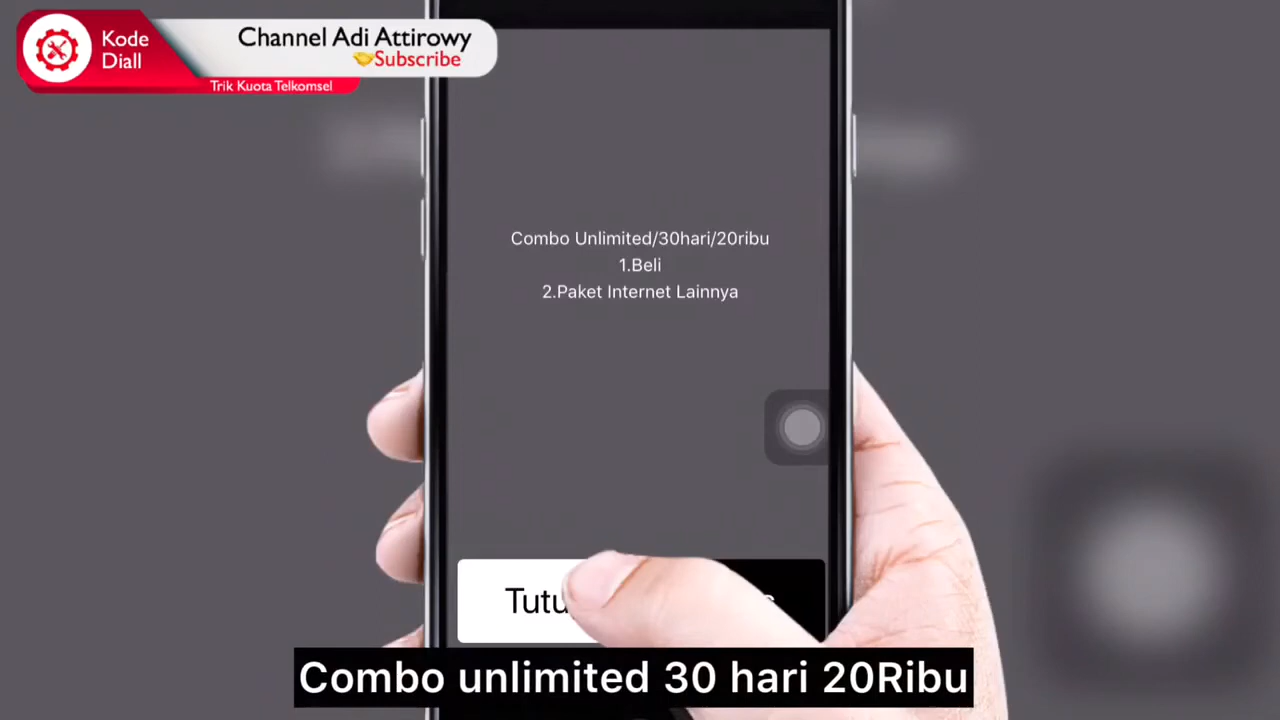 Kode
Diall
Channel Adi Attirowy
Subscribe
Trik Kuota Telkomsel
Combo Unlimited/30hari/20ribu
1.Beli
2.Paket Internet Lainnya
Combo unlimited 30 hari 20Ribu